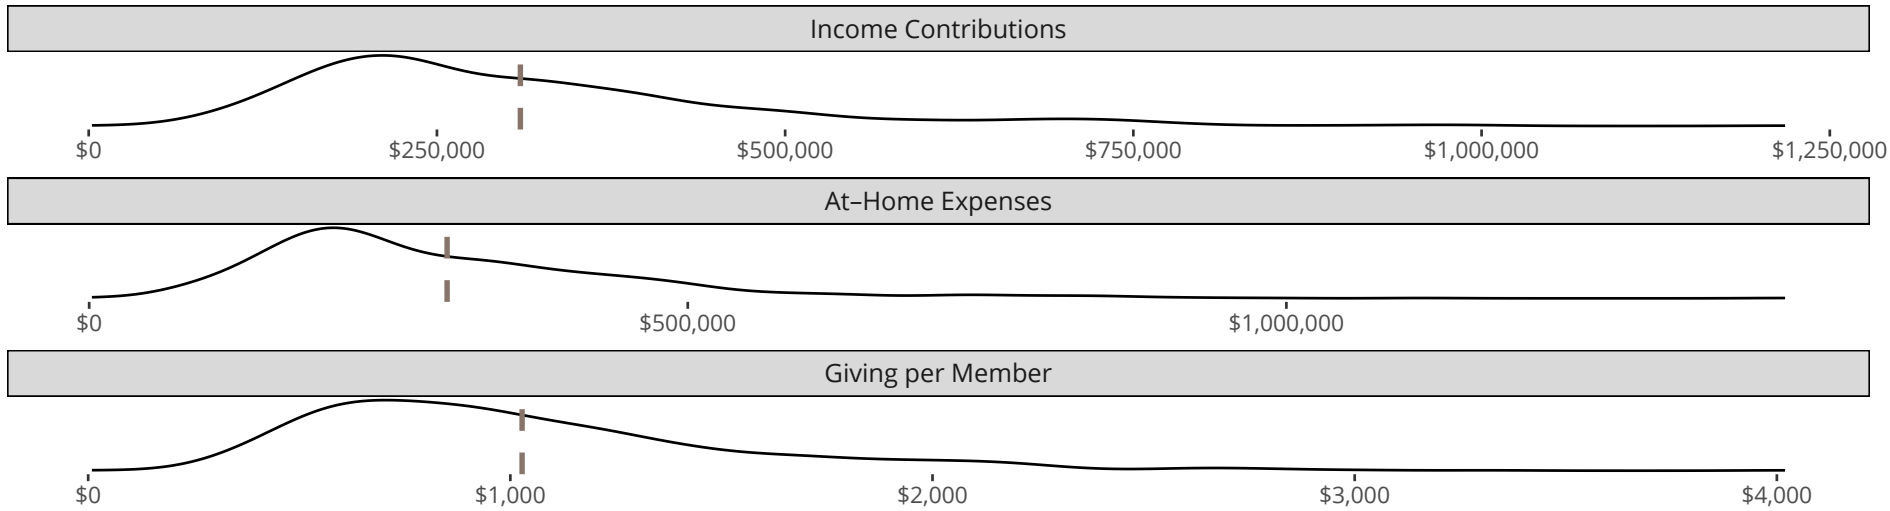 Income Contributions
$0 $250,000 $500,000 $750,000 $1,000,000 $1,250,000
At–Home Expenses
$0 $500,000 $1,000,000
Giving per Member
$0 $1,000 $2,000 $3,000 $4,000